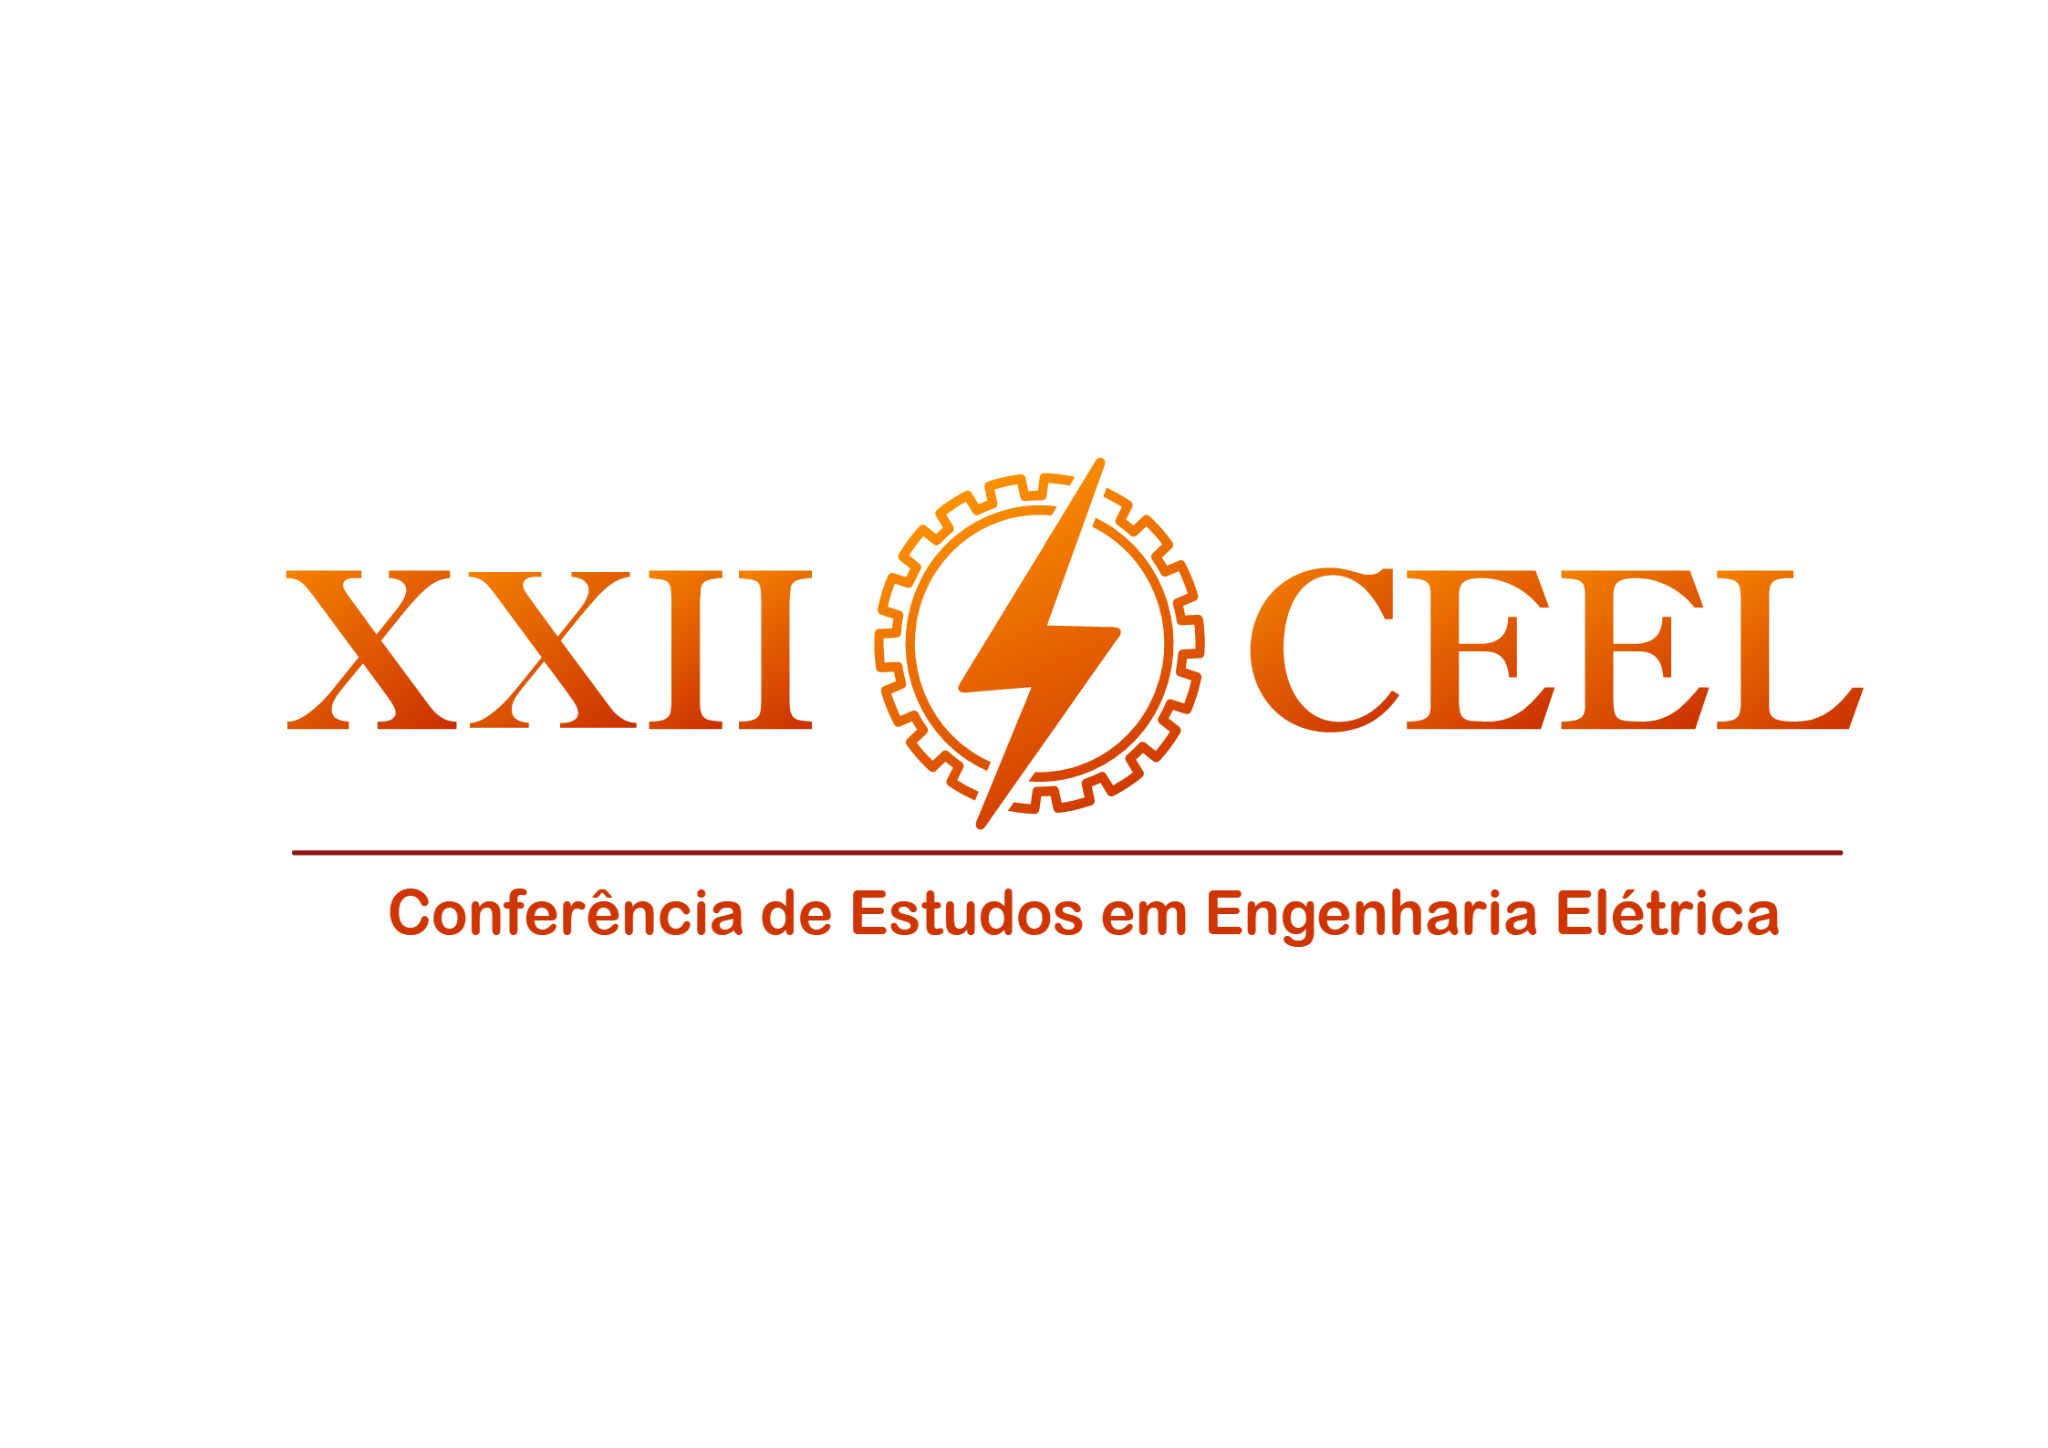 XXII CEEL
Conferência de Estudos em Engenharia Elétrica